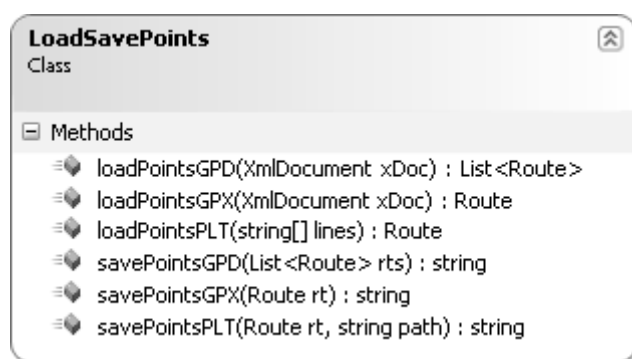 LoadSavePoints
Class
Methods
loadPointsGPD(XmlDocument xDoc) : List<Route>
loadPointsGPX(XmlDocument xDoc) : Route
loadPointsPLT(string[] lines) : Route
savePointsGPD(List<Route> rts) : string
savePointsGPX(Route rt) : string
savePointsPLT(Route rt, string path) : string